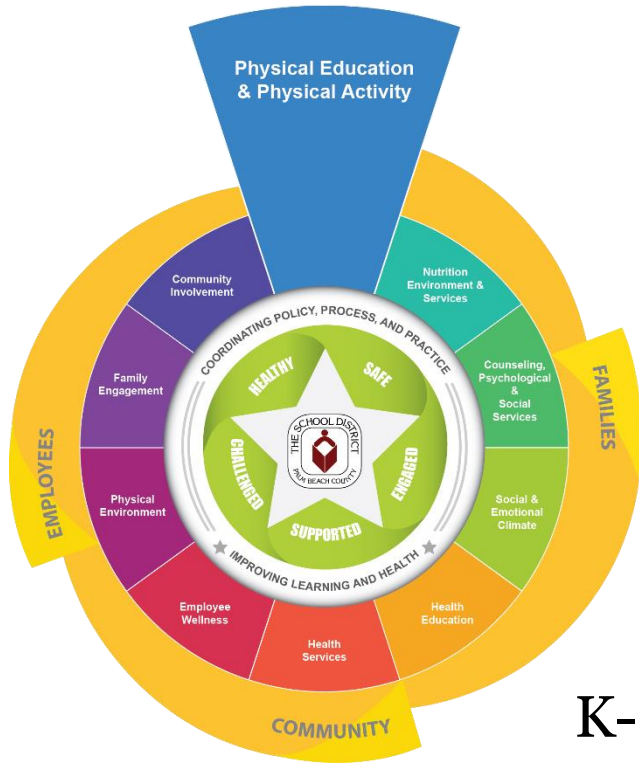 Physical Education
& Physical Activity
Nutrition
Environment &
Services
Counseling,
Psychological
&
Social
Services
Social &
Emotional
Climate
Health
Education
Health
Services
Employee
Wellness
Physical
Environment
Family
Engagement
Community
Involvement
COORDINATING POLICY, PROCESS, AND PRACTICE
IMPROVING LEARNING AND HEALTH
HEALTHY
SAFE
ENGAGED
SUPPORTED
CHALLENGED
THE SCHOOL DISTRICT
PALM BEACH COUNTY
FAMILIES
COMMUNITY
EMPLOYEES
K-